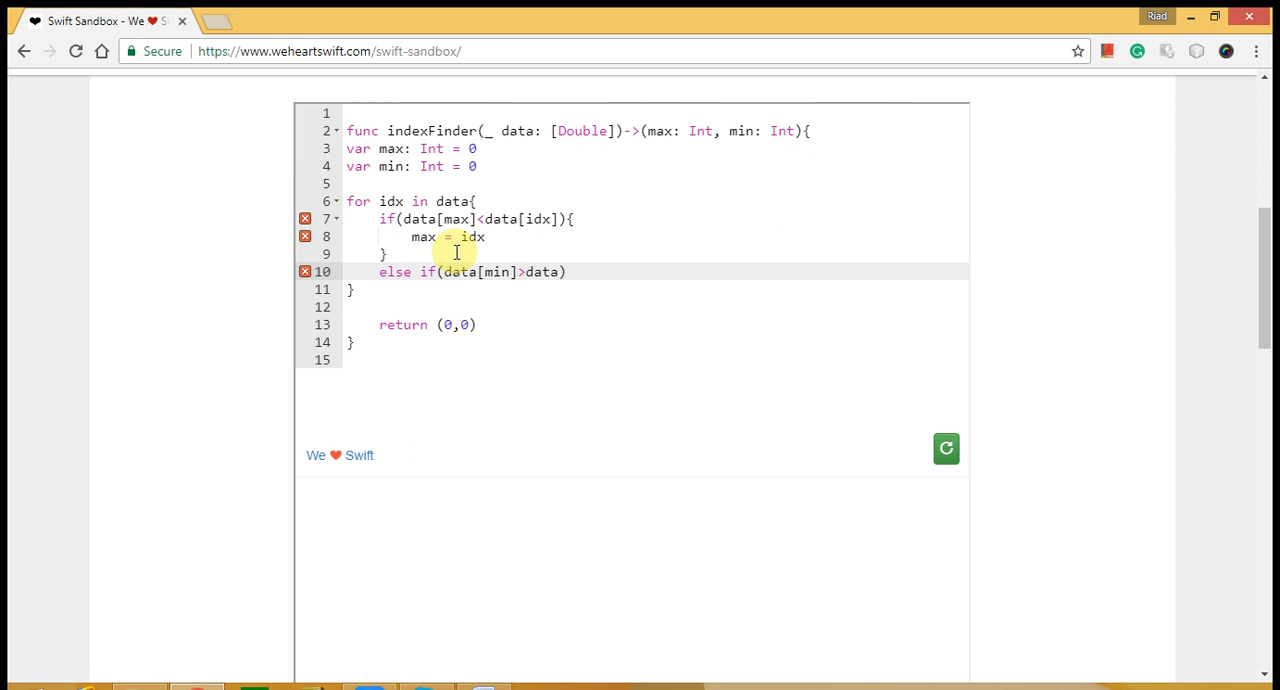 Swift Sandbox - We ❤ S
Riad
Secure
https://www.weheartswift.com/swift-sandbox/
1
2 func indexFinder(_ data: [Double])->(max: Int, min: Int){
3 var max: Int = 0
4 var min: Int = 0
5
6 for idx in data{
7 if(data[max]<data[idx]){
8 max = idx
9 }
10 else if(data[min]>data)
11 }
12
13 return (0,0)
14 }
15
We ❤ Swift